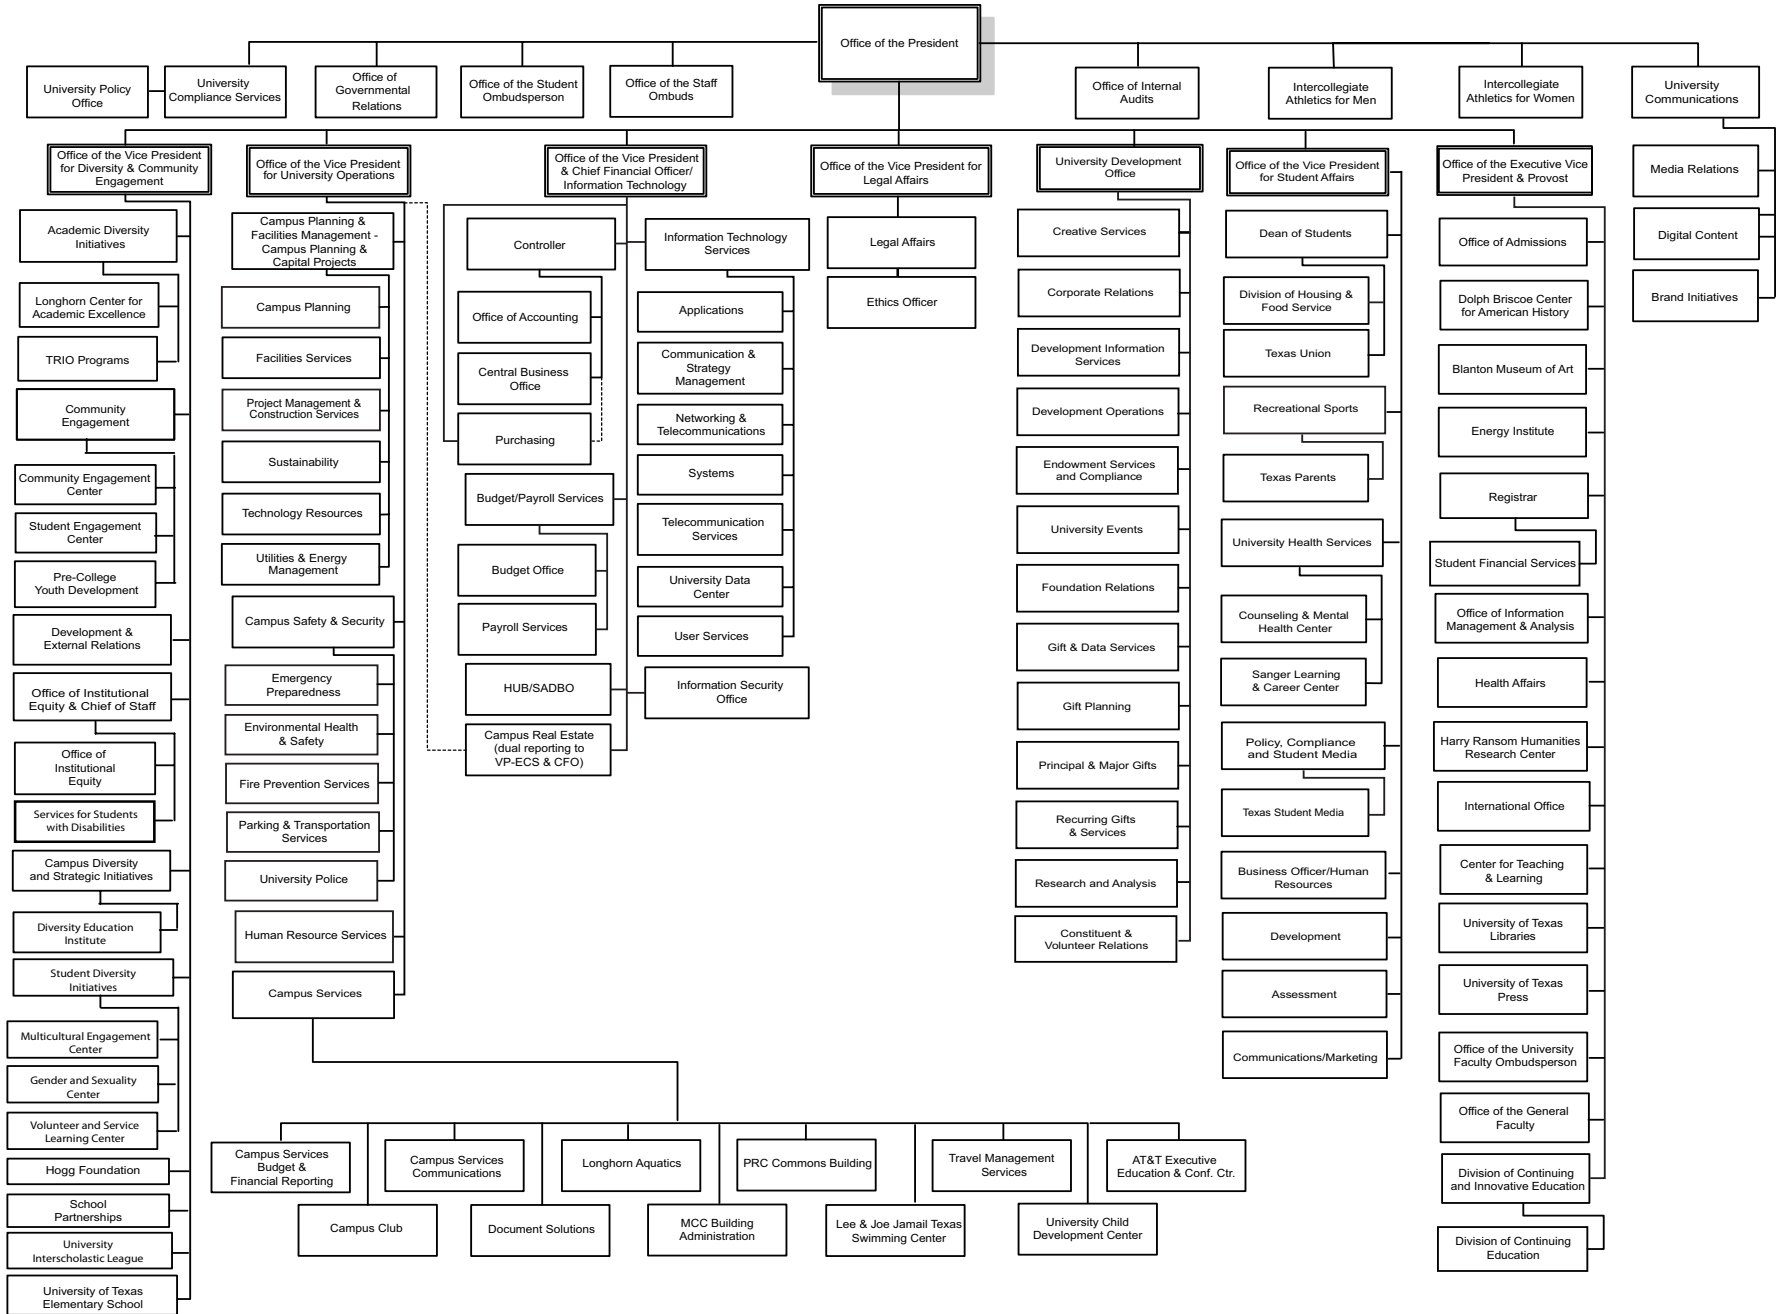 Office of the President
University Policy
Office
University
Compliance Services
Office of
Governmental
Relations
Office of the Student
Ombudsperson
Office of the Staff
Ombuds
Office of Internal
Audits
Intercollegiate
Athletics for Men
Intercollegiate
Athletics for Women
University
Communications
Media Relations
Digital Content
Brand Initiatives
Office of the Vice President
for Diversity & Community
Engagement
Academic Diversity
Initiatives
Longhorn Center for
Academic Excellence
TRIO Programs
Community
Engagement
Community Engagement
Center
Student Engagement
Center
Pre-College
Youth Development
Development &
External Relations
Office of Institutional
Equity & Chief of Staff
Office of
Institutional
Equity
Services for Students
with Disabilities
Campus Diversity
and Strategic Initiatives
Diversity Education
Institute
Student Diversity
Initiatives
Multicultural Engagement
Center
Gender and Sexuality
Center
Volunteer and Service
Learning Center
Hogg Foundation
School
Partnerships
University
Interscholastic League
University of Texas
Elementary School
Office of the Vice President
for University Operations
Campus Planning &
Facilities Management -
Campus Planning &
Capital Projects
Campus Planning
Facilities Services
Project Management &
Construction Services
Sustainability
Technology Resources
Utilities & Energy
Management
Campus Safety & Security
Emergency
Preparedness
Environmental Health
& Safety
Fire Prevention Services
Parking & Transportation
Services
University Police
Human Resource Services
Campus Services
Campus Services
Budget &
Financial Reporting
Campus Club
Campus Services
Communications
Document Solutions
Longhorn Aquatics
MCC Building
Administration
PRC Commons Building
Lee & Joe Jamail Texas
Swimming Center
Travel Management
Services
University Child
Development Center
AT&T Executive
Education & Conf. Ctr.
Office of the Vice President
& Chief Financial Officer/
Information Technology
Controller
Office of Accounting
Central Business
Office
Purchasing
Budget/Payroll Services
Budget Office
Payroll Services
HUB/SADBO
Campus Real Estate
(dual reporting to
VP-ECS & CFO)
Information Technology
Services
Applications
Communication &
Strategy
Management
Networking &
Telecommunications
Systems
Telecommunication
Services
University Data
Center
User Services
Information Security
Office
Office of the Vice President for
Legal Affairs
Legal Affairs
Ethics Officer
University Development
Office
Creative Services
Corporate Relations
Development Information
Services
Development Operations
Endowment Services
and Compliance
University Events
Foundation Relations
Gift & Data Services
Gift Planning
Principal & Major Gifts
Recurring Gifts
& Services
Research and Analysis
Constituent &
Volunteer Relations
Office of the Vice President
for Student Affairs
Dean of Students
Division of Housing &
Food Service
Texas Union
Recreational Sports
Texas Parents
University Health Services
Counseling & Mental
Health Center
Sanger Learning
& Career Center
Policy, Compliance
and Student Media
Texas Student Media
Business Officer/Human
Resources
Development
Assessment
Communications/Marketing
Office of the Executive Vice
President & Provost
Office of Admissions
Dolph Briscoe Center
for American History
Blanton Museum of Art
Energy Institute
Registrar
Student Financial Services
Office of Information
Management & Analysis
Health Affairs
Harry Ransom Humanities
Research Center
International Office
Center for Teaching
& Learning
University of Texas
Libraries
University of Texas
Press
Office of the University
Faculty Ombudsperson
Office of the General
Faculty
Division of Continuing
and Innovative Education
Division of Continuing
Education